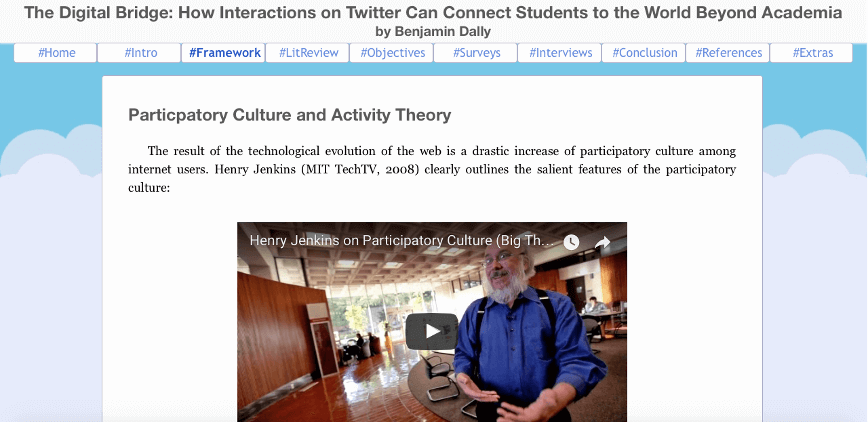 The Digital Bridge: How Interactions on Twitter Can Connect Students to the World Beyond Academia
by Benjamin Dally
#Home #Intro #Framework #LitReview #Objectives #Surveys #Interviews #Conclusion #References #Extras
Particpatory Culture and Activity Theory
The result of the technological evolution of the web is a drastic increase of participatory culture among
internet users. Henry Jenkins (MIT TechTV, 2008) clearly outlines the salient features of the participatory
culture:
Henry Jenkins on Participatory Culture (Big Th...